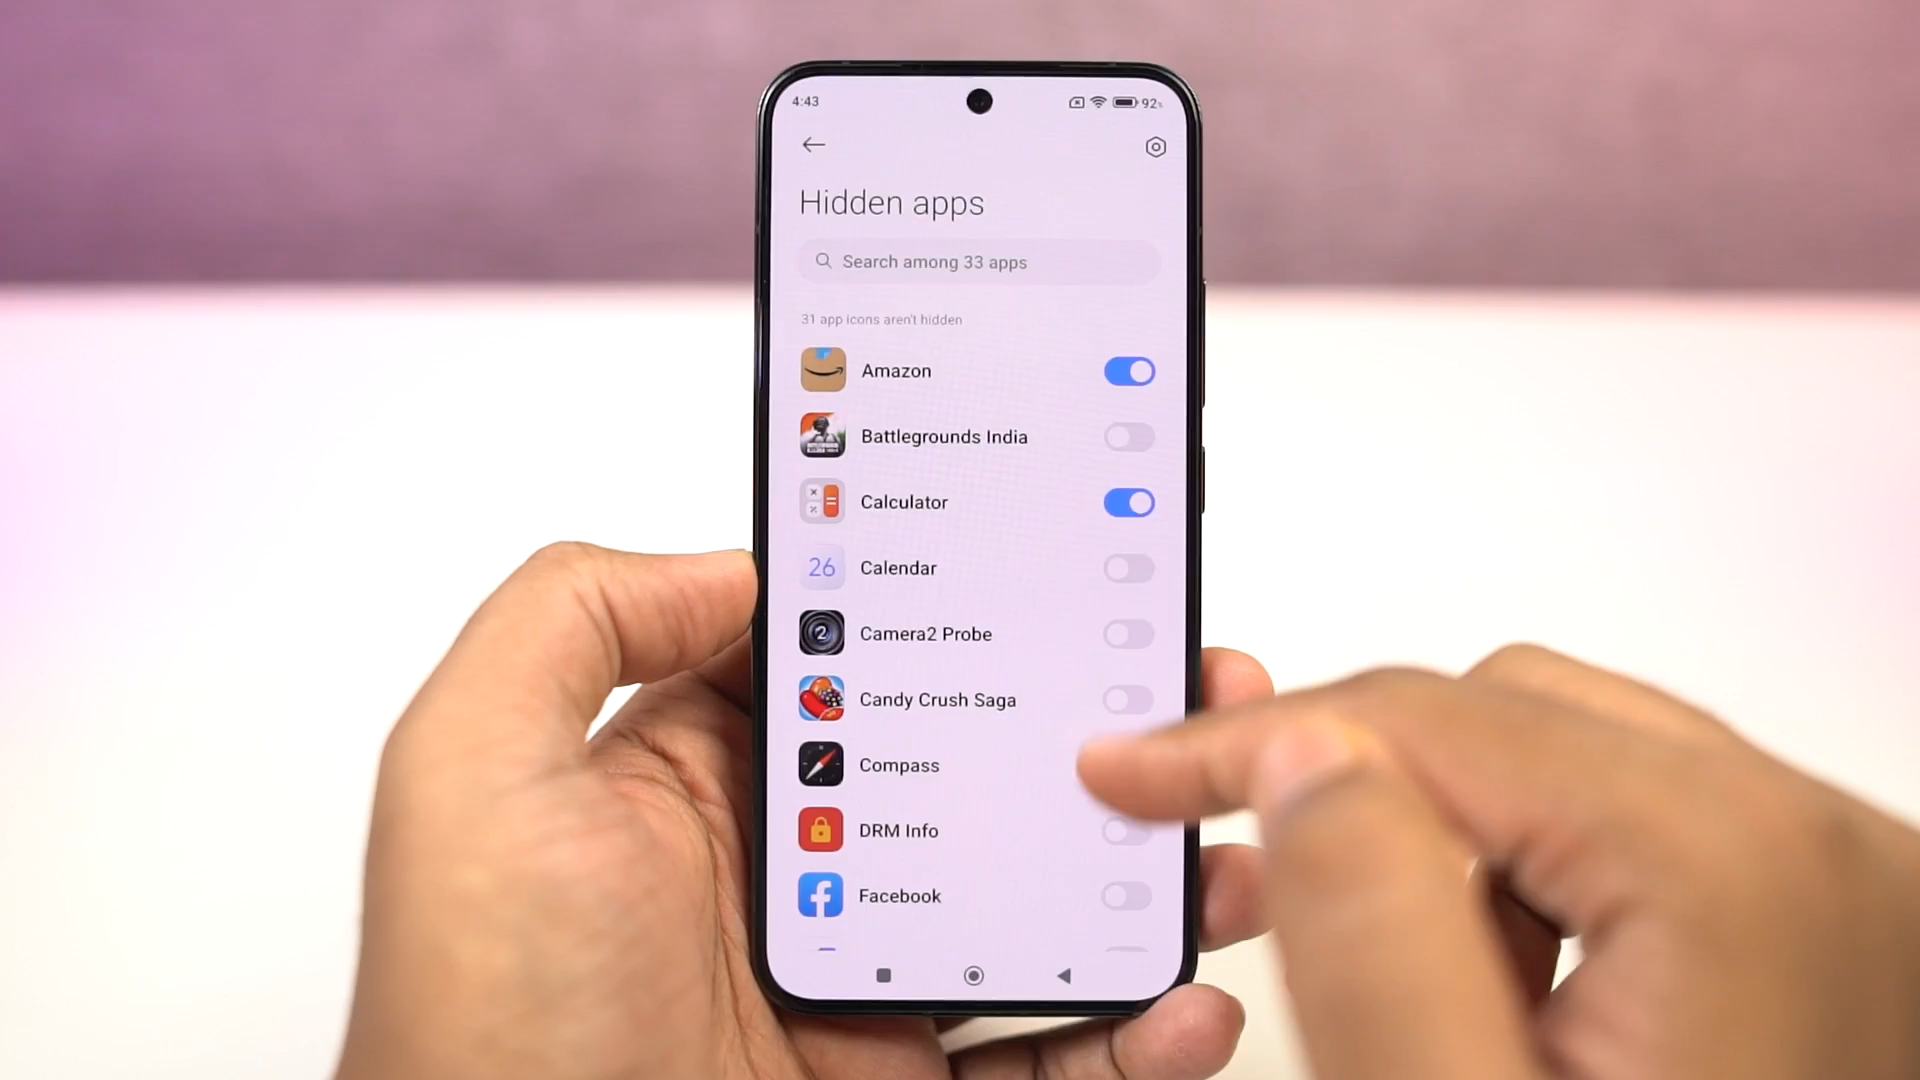 4:43
92%
Hidden apps
Search among 33 apps
31 app icons aren't hidden
Amazon
Battlegrounds India
Calculator
26 Calendar
2 Camera2 Probe
Candy Crush Saga
Compass
DRM Info
Facebook